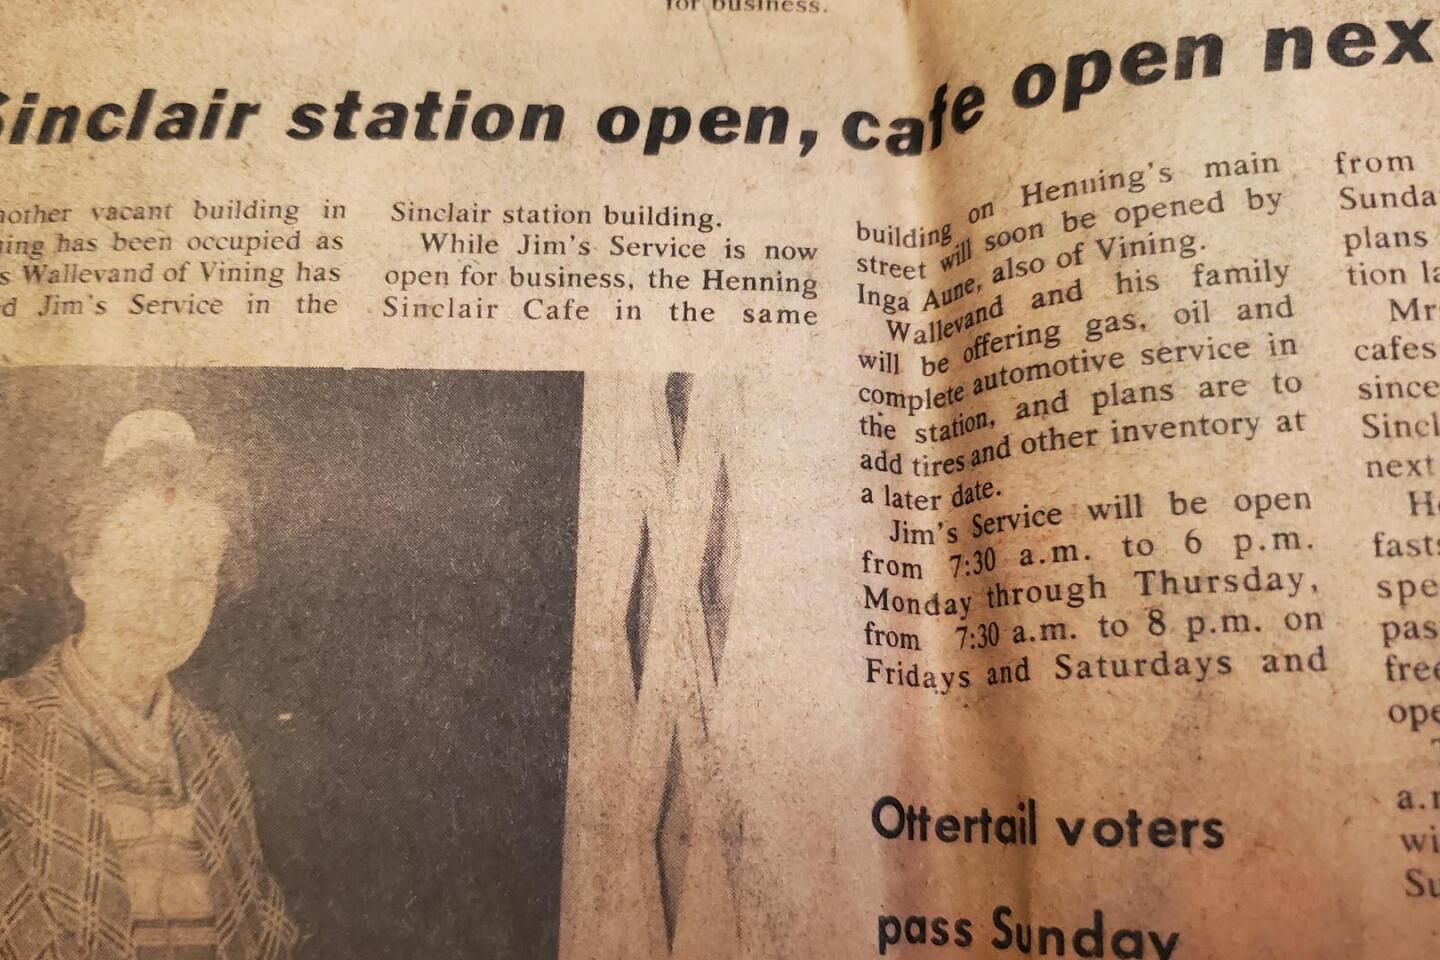 for business.
Sinclair station open, cafe open nex
nother vacant building in
ning has been occupied as
s Wallevand of Vining has
d Jim's Service in the
Sinclair station building.
While Jim's Service is now
open for business, the Henning
Sinclair Cafe in the same
building on Henning's main
street will soon be opened by
Inga Aune, also of Vining.
Wallevand and his family
will be offering gas, oil and
complete automotive service in
the station, and plans are to
add tires and other inventory at
a later date.
Jim's Service will be open
from 7:30 a.m. to 6 p.m.
Monday through Thursday,
from 7:30 a.m. to 8 p.m. on
Fridays and Saturdays and
from
Sunda
plans
tion la
Mr
cafes
since
Sincl
next
H
fasts
spe
pas
free
ope
a.
wi
Su
Ottertail voters
pass Sunday